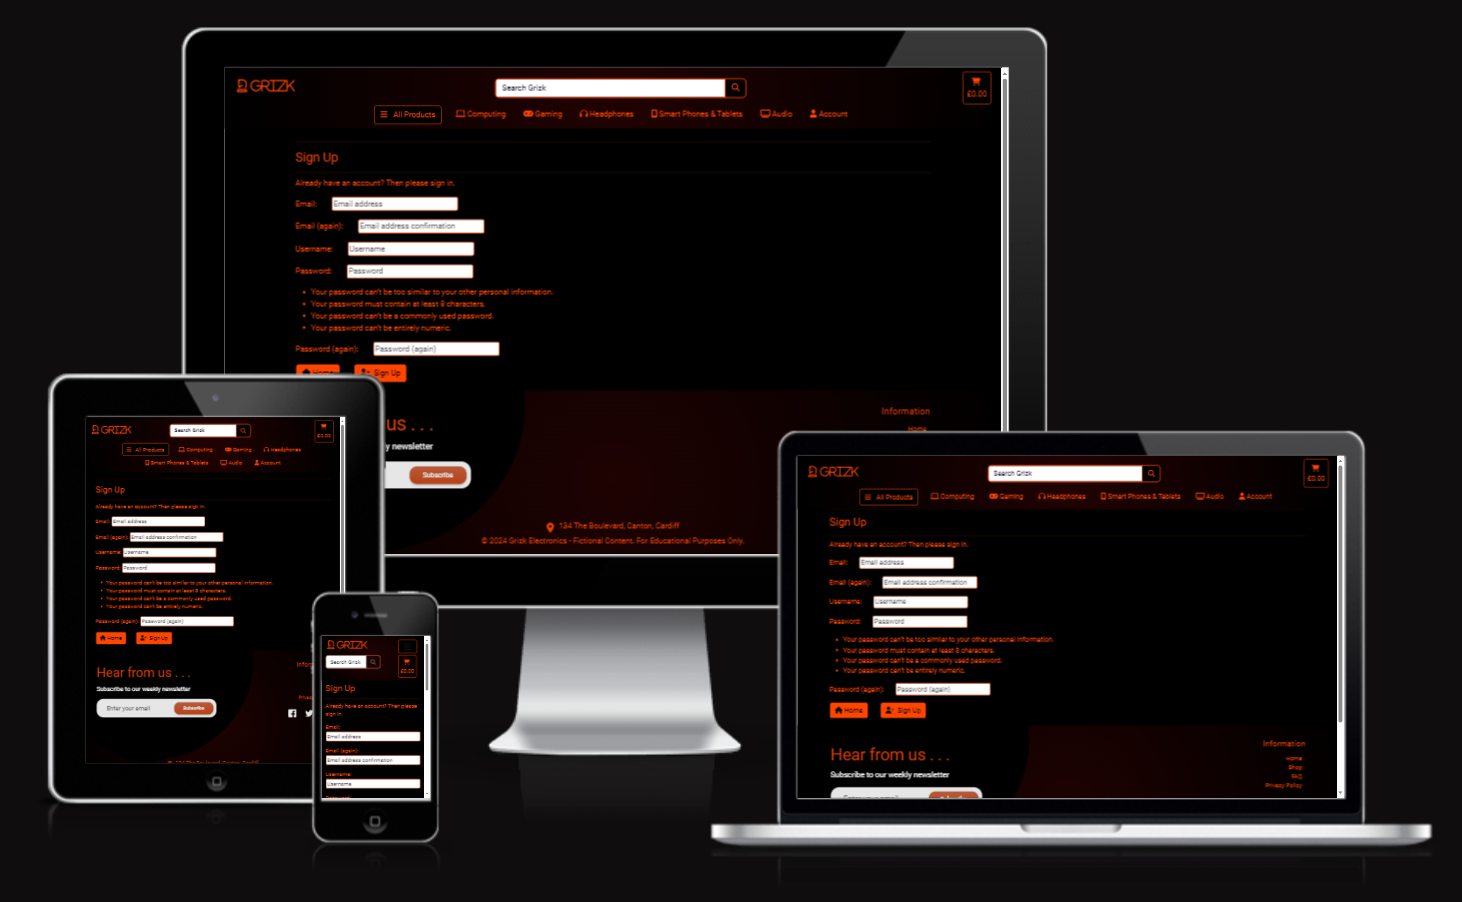 GRIZK
Search Grizk
£0.00
All Products Computing Gaming Headphones Smart Phones & Tablets Audio Account
Sign Up
Already have an account? Then please sign in.
Email: Email address
Email (again): Email address confirmation
Username: Username
Password: Password
Your password can't be too similar to your other personal information.
Your password must contain at least 8 characters.
Your password can't be a commonly used password.
Your password can't be entirely numeric.
Password (again): Password (again)
Home Sign Up
Information
Home
us . . .
newsletter
Subscribe
134 The Boulevard, Canton, Cardiff
© 2024 Grizk Electronics - Fictional Content. For Educational Purposes Only.
GRIZK
Search Grizk
£0.00
All Products Computing Gaming Headphones
Smart Phones & Tablets Audio Account
Sign Up
Already have an account? Then please sign in.
Email: Email address
Email (again): Email address confirmation
Username: Username
Password: Password
Your password can't be too similar to your other personal information.
Your password must contain at least 8 characters.
Your password can't be a commonly used password.
Your password can't be entirely numeric.
Password (again): Password (again)
Home Sign Up
Hear from us . . .
Subscribe to our weekly newsletter
Enter your email Subscribe
134 The Boulevard, Canton, Cardiff
GRIZK
Search Grizk
£0.00
Sign Up
Already have an account? Then please
sign in.
Email:
Email address
Email (again):
Email address confirmation
Username:
Username
GRIZK
Search Grizk
£0.00
All Products Computing Gaming Headphones Smart Phones & Tablets Audio Account
Sign Up
Already have an account? Then please sign in.
Email: Email address
Email (again): Email address confirmation
Username: Username
Password: Password
Your password can't be too similar to your other personal information.
Your password must contain at least 8 characters.
Your password can't be a commonly used password.
Your password can't be entirely numeric.
Password (again): Password (again)
Home Sign Up
Hear from us . . .
Subscribe to our weekly newsletter
Enter your email Subscribe
Information
Home
Shop
FAQ
Privacy Policy